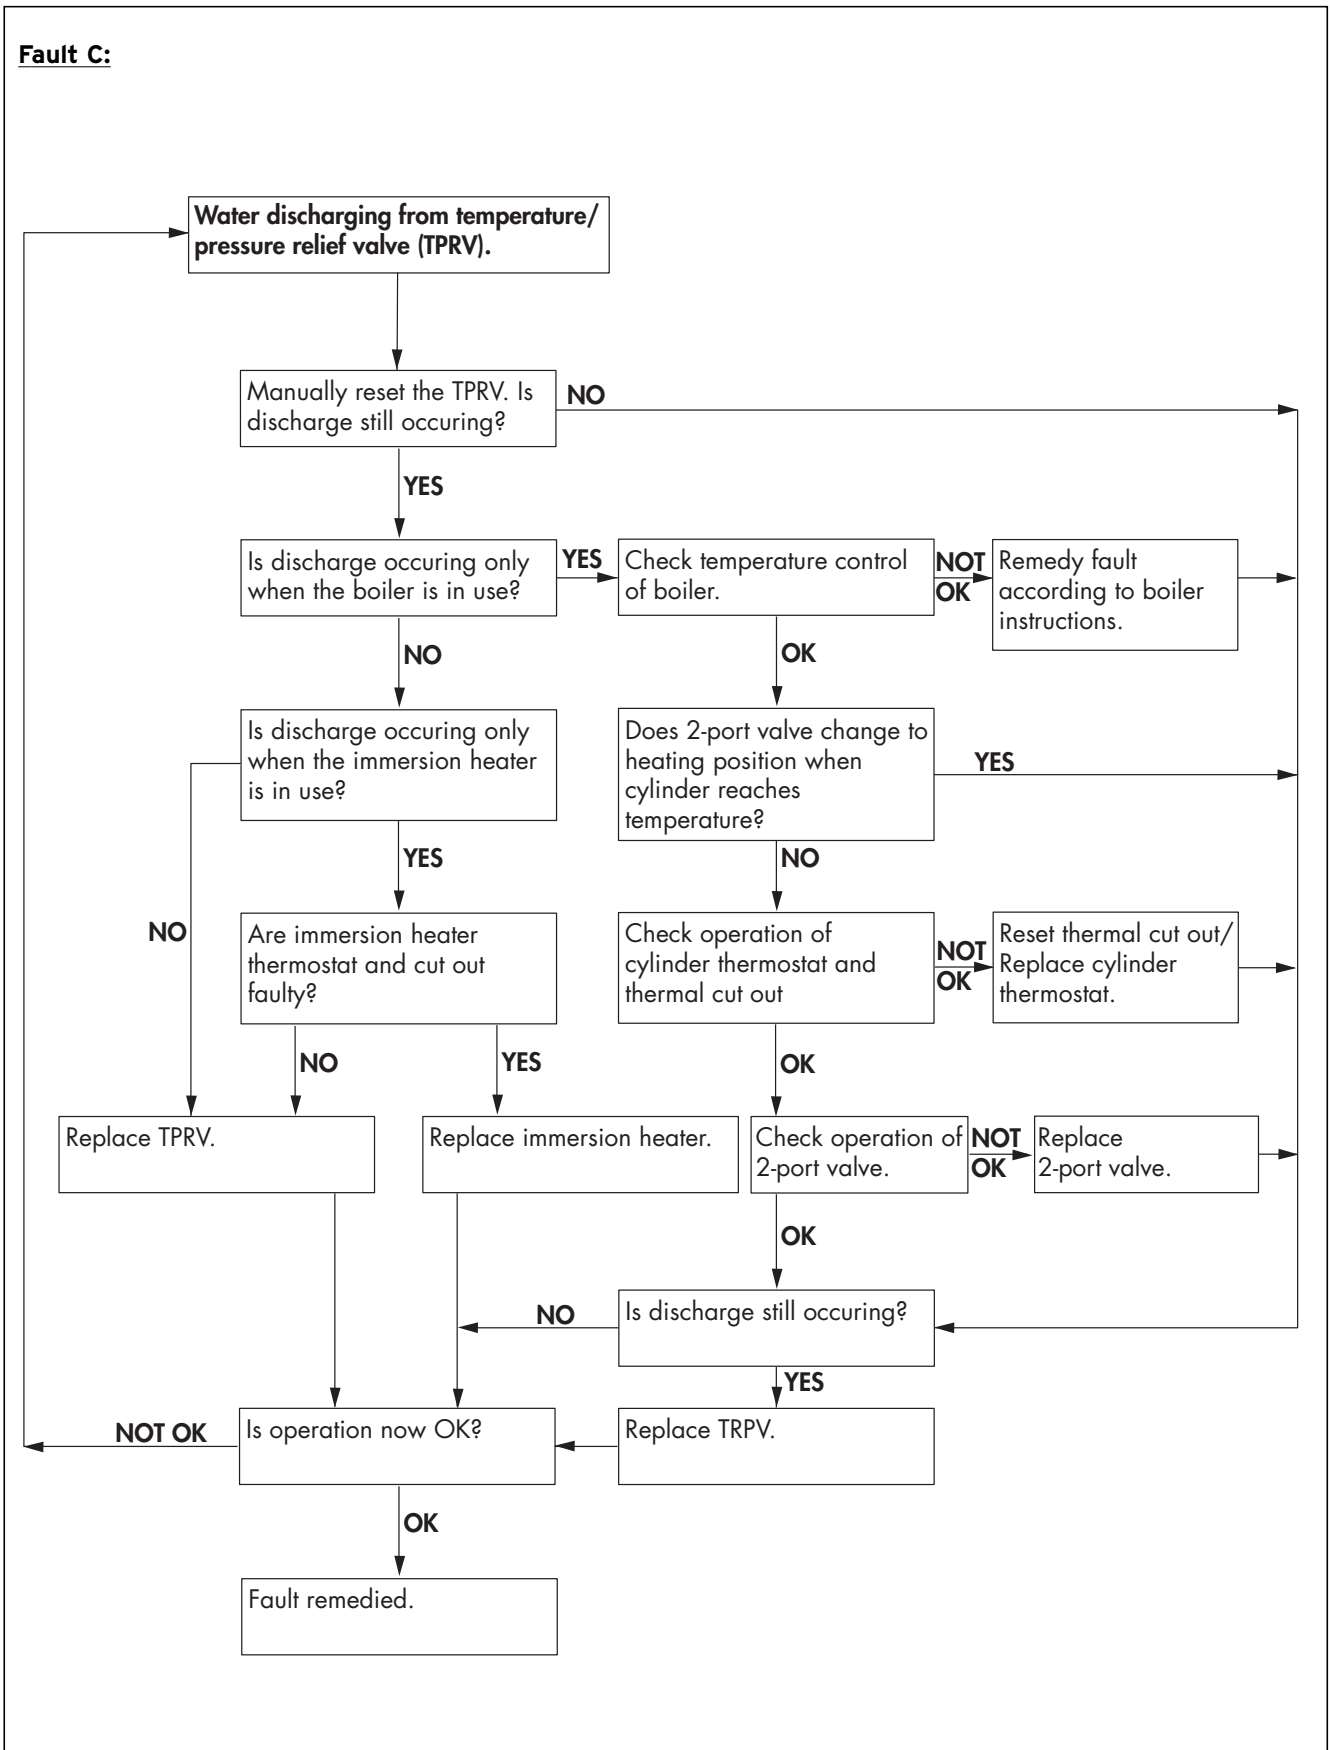 Fault C:
Water discharging from temperature/
pressure relief valve (TPRV).
Manually reset the TPRV. Is
discharge still occuring?
NO
YES
Is discharge occuring only
when the boiler is in use?
YES
Check temperature control
of boiler.
NOT
OK
Remedy fault
according to boiler
instructions.
NO
OK
Is discharge occuring only
when the immersion heater
is in use?
Does 2-port valve change to
heating position when
cylinder reaches
temperature?
YES
YES
NO
NO
Are immersion heater
thermostat and cut out
faulty?
Check operation of
cylinder thermostat and
thermal cut out
NOT
OK
Reset thermal cut out/
Replace cylinder
thermostat.
NO
YES
OK
Replace TPRV.
Replace immersion heater.
Check operation of
2-port valve.
NOT
OK
Replace
2-port valve.
OK
NO
Is discharge still occuring?
YES
NOT OK
Is operation now OK?
Replace TRPV.
OK
Fault remedied.